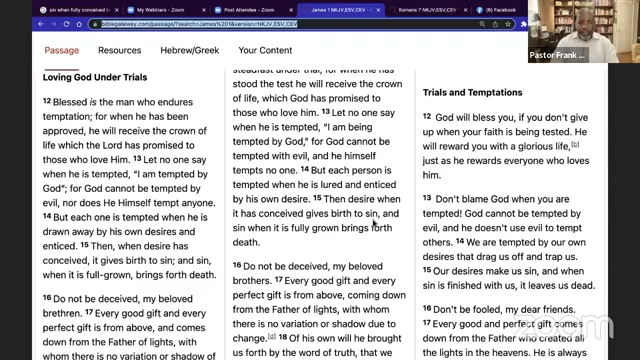 sin when fully conceived b
My Webinars - Zoom
Post Attendee - Zoom
James 1 NKJV,ESV,CEV -
Romans 7 NKJV,ESV,CEV -
(8) Facebook
biblegateway.com/passage/?search=James%201&version=NKJV,ESV,CEV
Pastor Frank
Passage
Resources
Hebrew/Greek
Your Content
Loving God Under Trials
12 Blessed is the man who endures
temptation; for when he has been
approved, he will receive the crown of
life which the Lord has promised to
those who love Him. 13 Let no one say
when he is tempted, "I am tempted by
God"; for God cannot be tempted by
evil, nor does He Himself tempt anyone.
14 But each one is tempted when he is
drawn away by his own desires and
enticed. 15 Then, when desire has
conceived, it gives birth to sin; and sin,
when it is full-grown, brings forth death.
16 Do not be deceived, my beloved
brethren. 17 Every good gift and every
perfect gift is from above, and comes
down from the Father of lights, with
whom there is no variation or shadow of
steadfast under trial, for when he has
stood the test he will receive the crown
of life, which God has promised to
those who love him. 13 Let no one say
when he is tempted, "I am being
tempted by God," for God cannot be
tempted with evil, and he himself
tempts no one. 14 But each person is
tempted when he is lured and enticed
by his own desire. 15 Then desire when
it has conceived gives birth to sin, and
sin when it is fully grown brings forth
death.
16 Do not be deceived, my beloved
brothers. 17 Every good gift and every
perfect gift is from above, coming down
from the Father of lights, with whom
there is no variation or shadow due to
change.[g] 18 Of his own will he brought
us forth by the word of truth, that we
Trials and Temptations
12 God will bless you, if you don't give
up when your faith is being tested. He
will reward you with a glorious life,[b]
just as he rewards everyone who loves
him.
13 Don't blame God when you are
tempted! God cannot be tempted by
evil, and he doesn't use evil to tempt
others. 14 We are tempted by our own
desires that drag us off and trap us.
15 Our desires make us sin, and when
sin is finished with us, it leaves us dead.
16 Don't be fooled, my dear friends.
17 Every good and perfect gift comes
down from the Father who created all
the lights in the heavens. He is always
zoom